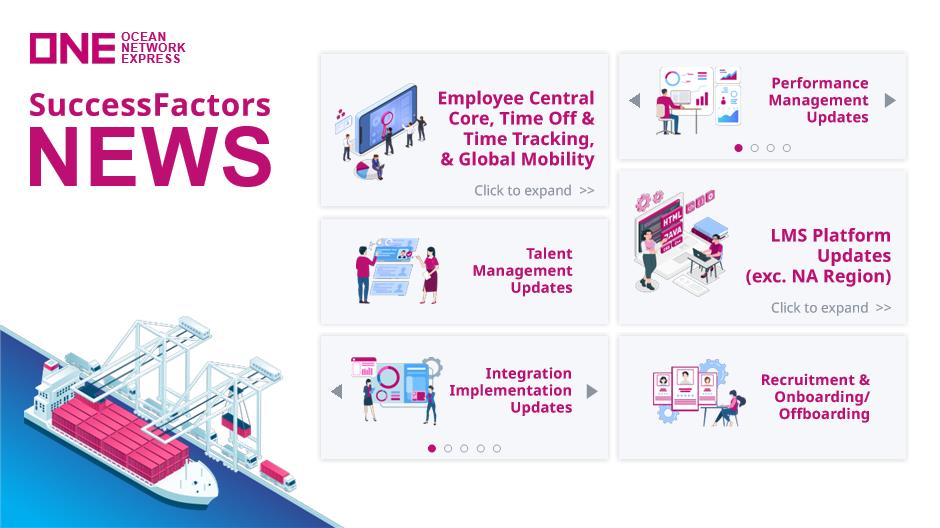 ONE
OCEAN
NETWORK
EXPRESS
SuccessFactors
NEWS
Employee Central
Core, Time Off &
Time Tracking,
& Global Mobility
Click to expand >>
Performance
Management
Updates
Talent
Management
Updates
HTML
JAVA
LMS Platform
Updates
(exc. NA Region)
Click to expand >>
Integration
Implementation
Updates
Recruitment &
Onboarding/
Offboarding